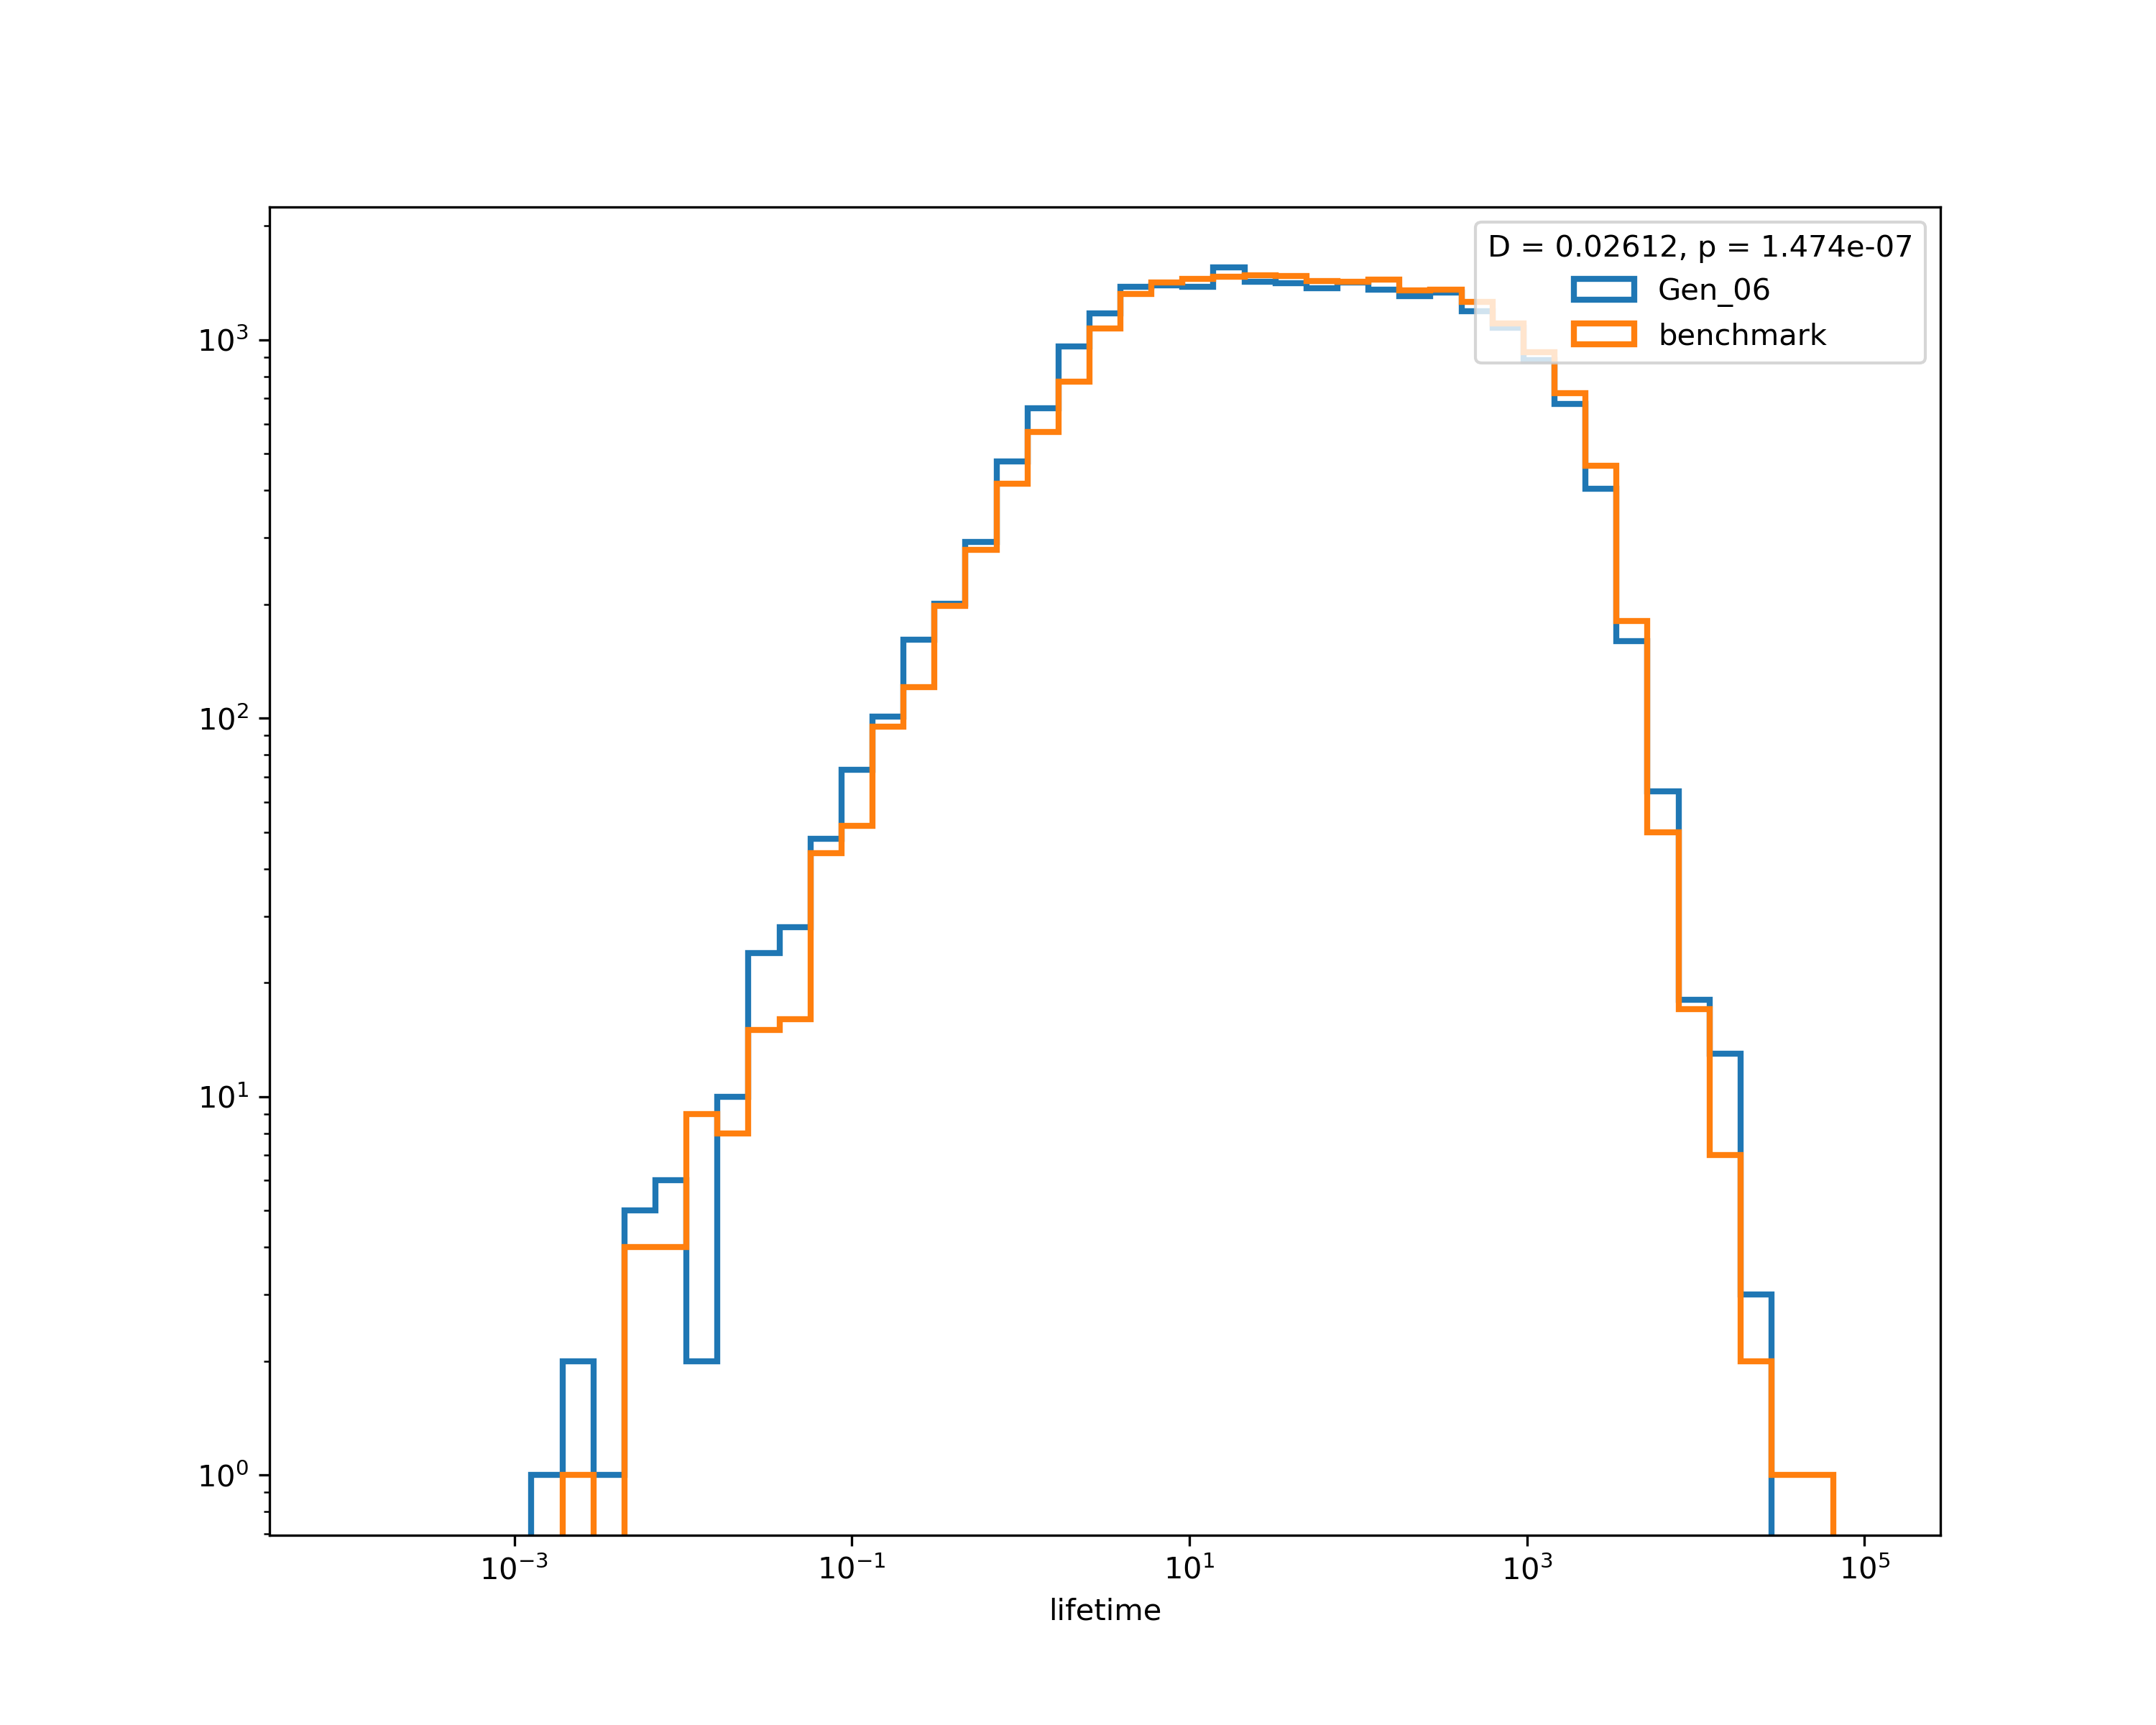 D = 0.02612, p = 1.474e-07
Gen_06
benchmark
10³
10²
10¹
10⁰
10⁻³ 10⁻¹ 10¹ 10³ 10⁵
lifetime